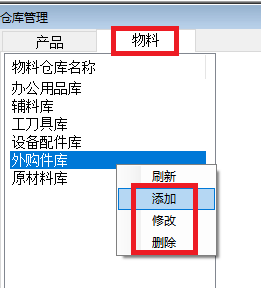 仓库管理
产品 物料
物料仓库名称
办公用品库
辅料库
工刀具库
设备配件库
外购件库
原材料库
刷新
添加
修改
删除